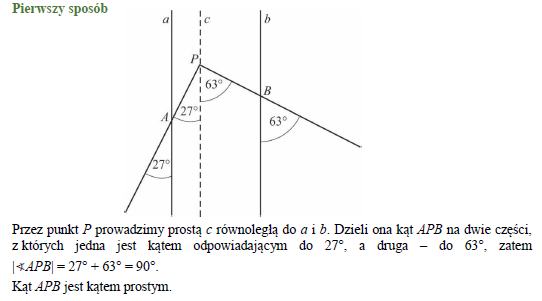 Pierwszy sposób
a c b
P
63°
B
A 27°
63°
27°
Przez punkt P prowadzimy prostą c równoległą do a i b. Dzieli ona kąt APB na dwie części,
z których jedna jest kątem odpowiadającym do 27°, a druga – do 63°, zatem
|∢APB| = 27° + 63° = 90°.
Kąt APB jest kątem prostym.